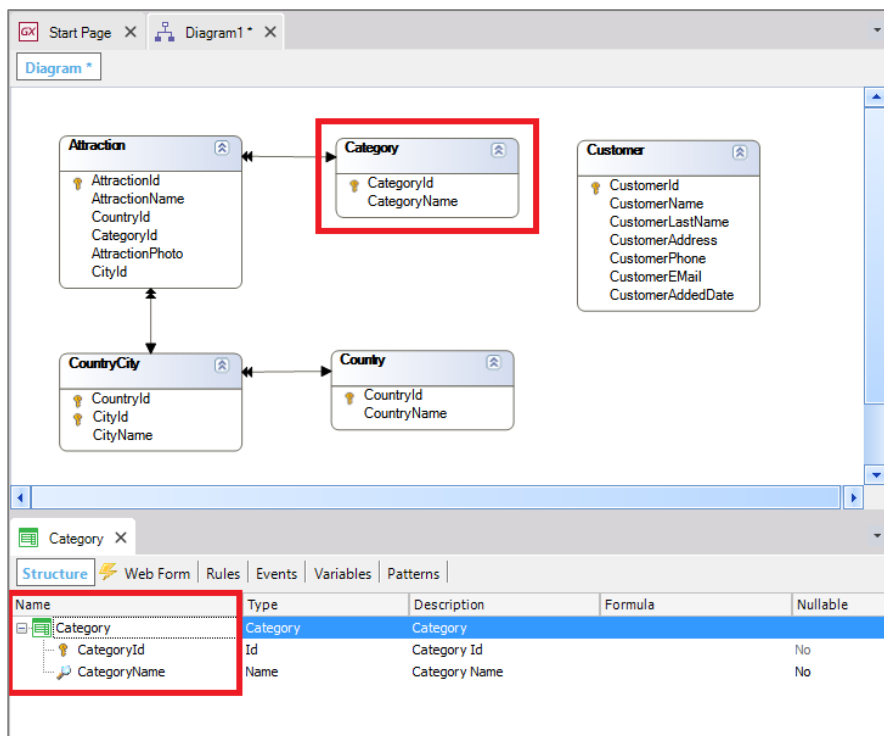 GX Start Page Diagram1 *
Diagram *
Attraction
AttractionId
AttractionName
CountryId
CategoryId
AttractionPhoto
CityId
Category
CategoryId
CategoryName
Customer
CustomerId
CustomerName
CustomerLastName
CustomerAddress
CustomerPhone
CustomerEMail
CustomerAddedDate
CountryCity
CountryId
CityId
CityName
Country
CountryId
CountryName
Category
Structure Web Form Rules Events Variables Patterns
Name Type Description Formula Nullable
Category Category Category
CategoryId Id Category Id No
CategoryName Name Category Name No